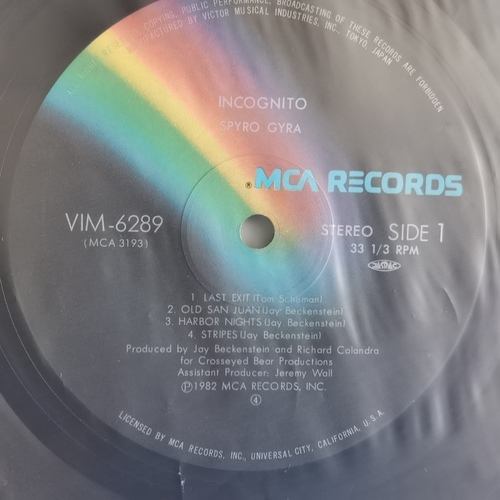 COPYING, PUBLIC PERFORMANCE, BROADCASTING OF THESE RECORDS ARE FORBIDDEN
MANUFACTURED BY VICTOR MUSICAL INDUSTRIES, INC., TOKYO, JAPAN
INCOGNITO
SPYRO GYRA
® MCA RECORDS
VIM-6289
(MCA 3193)
STEREO SIDE 1
33 1/3 RPM
JASRAC
1. LAST EXIT (Tom Schuman)
2. OLD SAN JUAN (Jay Beckenstein)
3. HARBOR NIGHTS (Jay Beckenstein)
4. STRIPES (Jay Beckenstein)
Produced by Jay Beckenstein and Richard Calandra
for Crosseyed Bear Productions
Assistant Producer: Jeremy Wall
Ⓟ1982 MCA RECORDS, INC.
④
LICENSED BY MCA RECORDS, INC., UNIVERSAL CITY, CALIFORNIA, U.S.A.